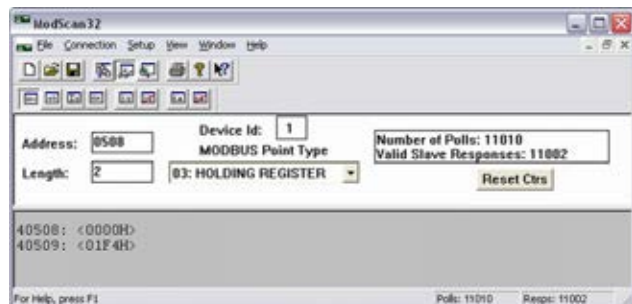 ModScan32
File Connection Setup View Window Help
Address: 0508
Device Id: 1
MODBUS Point Type
Length: 2
03: HOLDING REGISTER
Number of Polls: 11010
Valid Slave Responses: 11002
Reset Ctrs
40508: <0000H>
40509: <01F4H>
For Help, press F1
Polls: 11010
Resps: 11002